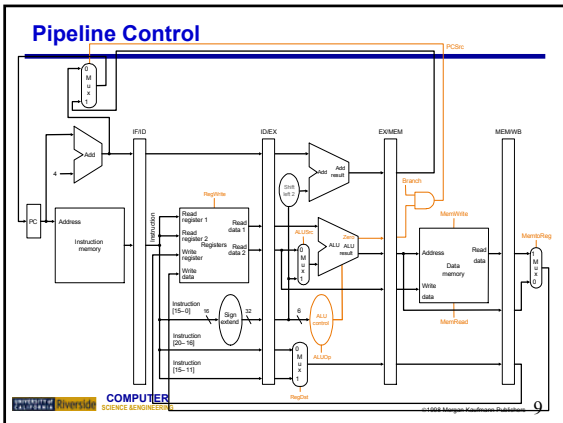 Pipeline Control
PCSrc
0
M
u
x
1
IF/ID
ID/EX
EX/MEM
MEM/WB
Add
4
Add
Add
result
Shift
left 2
Branch
RegWrite
PC
Address
Instruction
memory
Instruction
Read
register 1
Read
register 2
Registers
Write
register
Write
data
Read
data 1
Read
data 2
ALUSrc
0
M
u
x
1
Zero
ALU
ALU
result
MemWrite
Address
Data
memory
Read
data
Write
data
MemtoReg
1
M
u
x
0
MemRead
Instruction
[15–0]
16
Sign
extend
32
6
ALU
control
ALUOp
Instruction
[20–16]
Instruction
[15–11]
0
M
u
x
1
RegDst
UNIVERSITY OF
CALIFORNIA
Riverside
COMPUTER
SCIENCE &ENGINEERING
©1998 Morgan Kaufmann Publishers
9